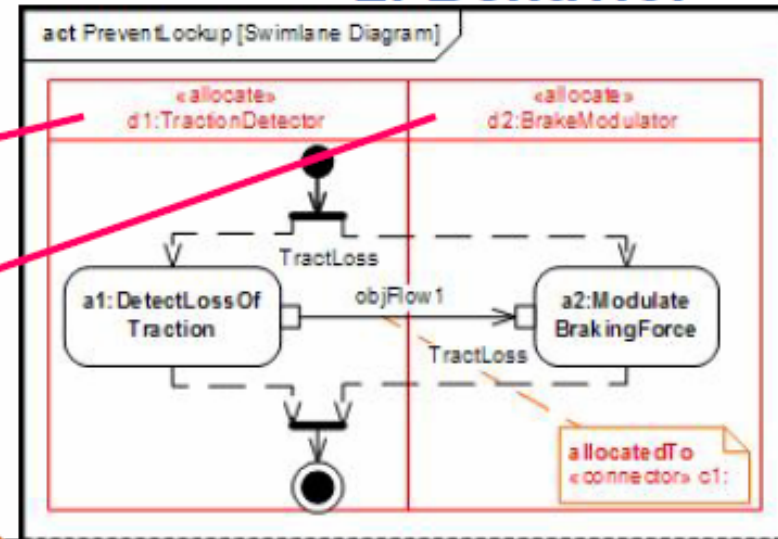 act PreventLockup [Swimlane Diagram]
«allocate»
d1:TractionDetector
«allocate»
d2:BrakeModulator
TractLoss
a1:DetectLossOf
Traction
objFlow1
a2:Modulate
BrakingForce
TractLoss
allocatedTo
«connector» c1: